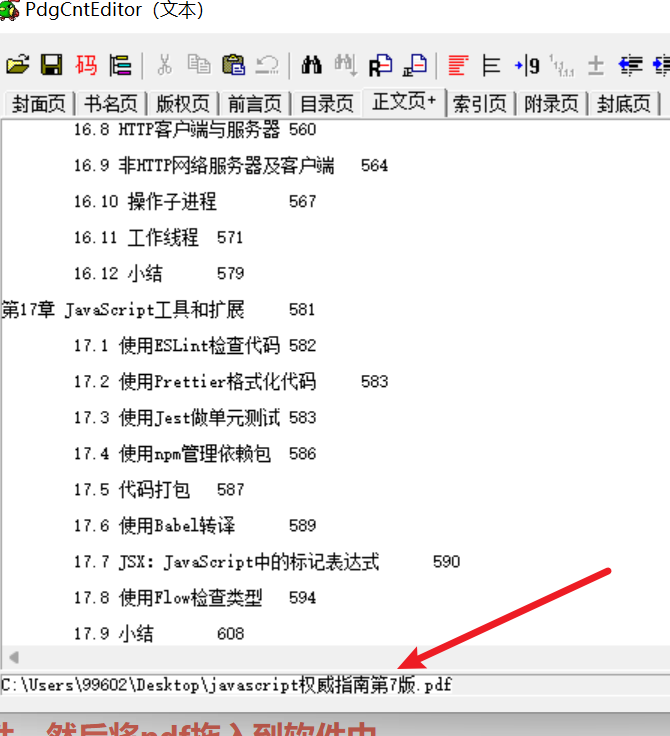 PdgCntEditor (文本)
码
封面页 书名页 版权页 前言页 目录页 正文页+ 索引页 附录页 封底页
16.8 HTTP客户端与服务器 560
16.9 非HTTP网络服务器及客户端 564
16.10 操作子进程 567
16.11 工作线程 571
16.12 小结 579
第17章 JavaScript工具和扩展 581
17.1 使用ESLint检查代码 582
17.2 使用Prettier格式化代码 583
17.3 使用Jest做单元测试 583
17.4 使用npm管理依赖包 586
17.5 代码打包 587
17.6 使用Babel转译 589
17.7 JSX: JavaScript中的标记表达式 590
17.8 使用Flow检查类型 594
17.9 小结 608
C:\Users\99602\Desktop\javascript权威指南第7版.pdf
然后将pdf拖入到软件中